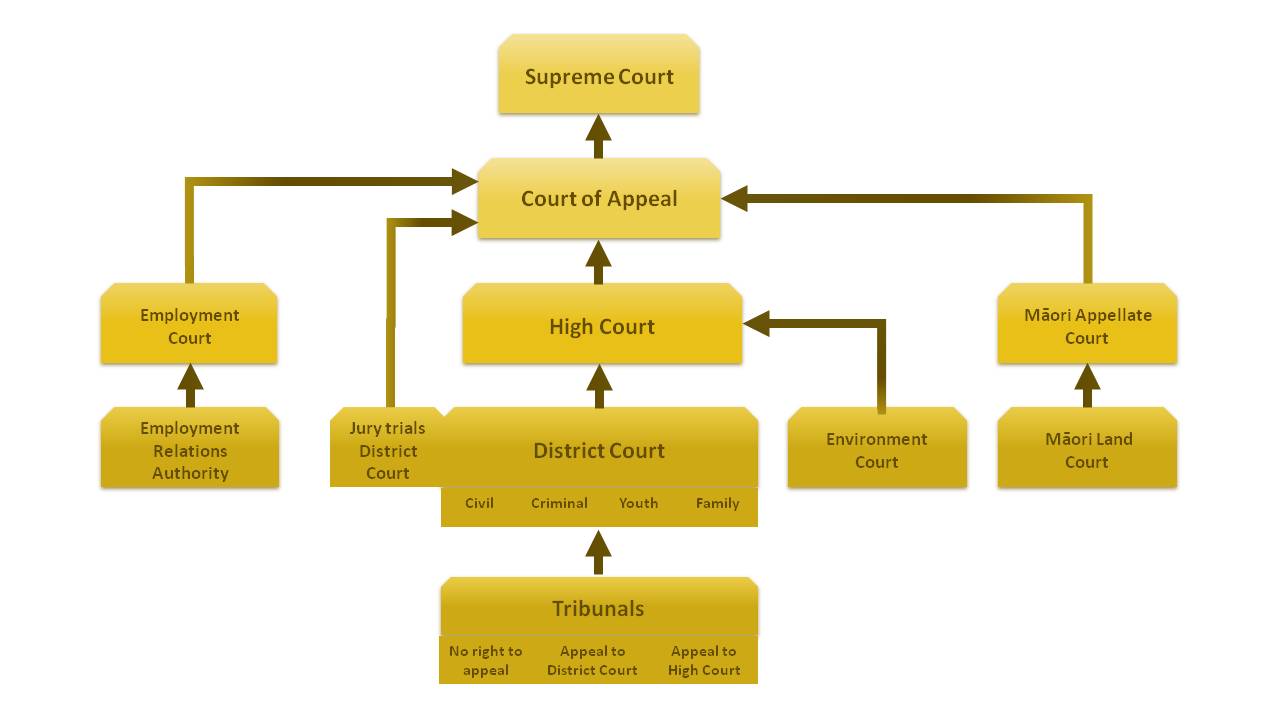 Supreme Court
Court of Appeal
Employment
Court
High Court
Māori Appellate
Court
Employment
Relations
Authority
Jury trials
District
Court
District Court
Civil Criminal Youth Family
Environment
Court
Māori Land
Court
Tribunals
No right to
appeal
Appeal to
District Court
Appeal to
High Court